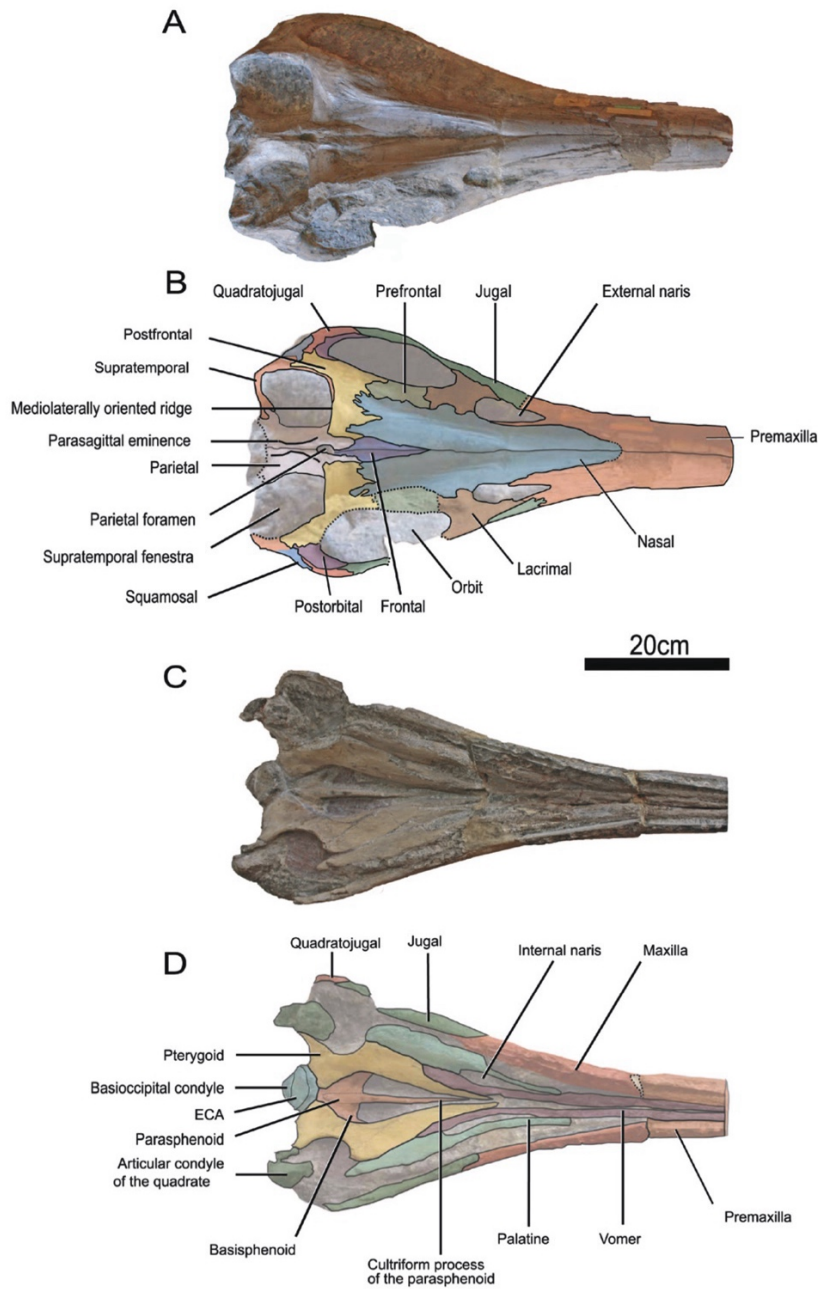 A
B
Quadratojugal
Prefrontal
Jugal
External naris
Postfrontal
Supratemporal
Mediolaterally oriented ridge
Parasagittal eminence
Parietal
Premaxilla
Parietal foramen
Nasal
Supratemporal fenestra
Lacrimal
Orbit
Squamosal
Postorbital
Frontal
20cm
C
D
Quadratojugal
Jugal
Internal naris
Maxilla
Pterygoid
Basioccipital condyle
ECA
Parasphenoid
Articular condyle
of the quadrate
Premaxilla
Basisphenoid
Palatine
Vomer
Cultriform process
of the parasphenoid